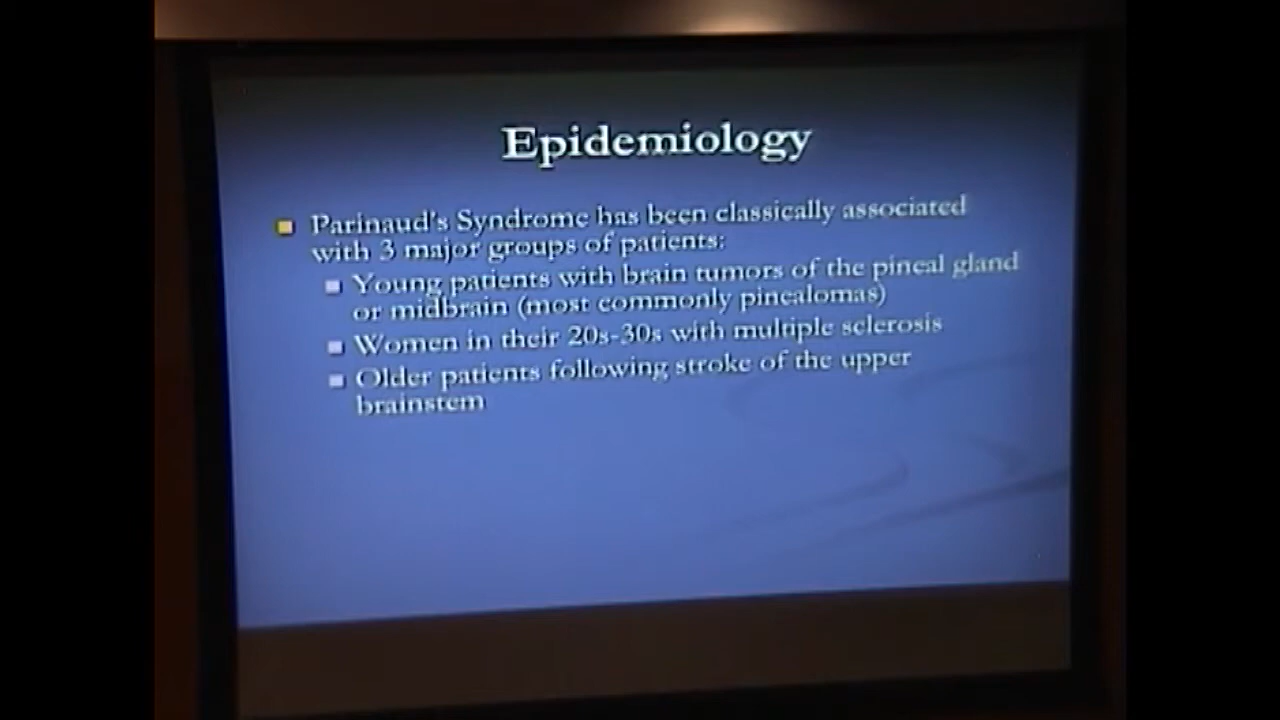 Epidemiology
Parinaud's Syndrome has been classically associated
with 3 major groups of patients:
Young patients with brain tumors of the pineal gland
or midbrain (most commonly pinealomas)
Women in their 20s-30s with multiple sclerosis
Older patients following stroke of the upper
brainstem